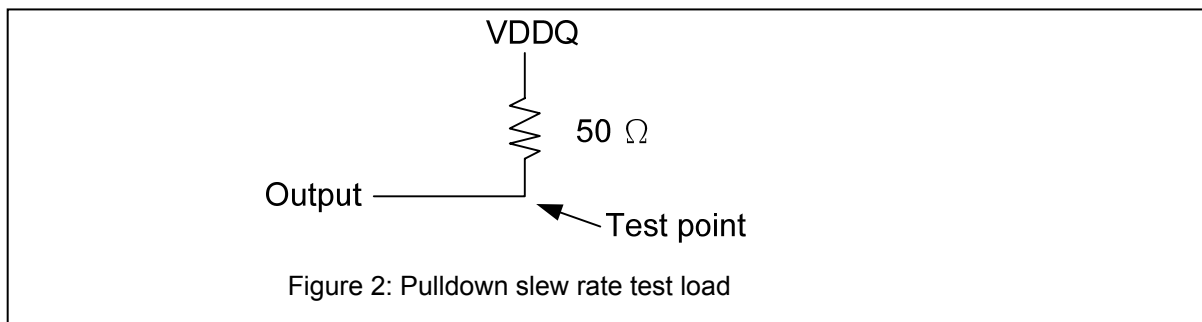 VDDQ
50 Ω
Output
Test point
Figure 2: Pulldown slew rate test load